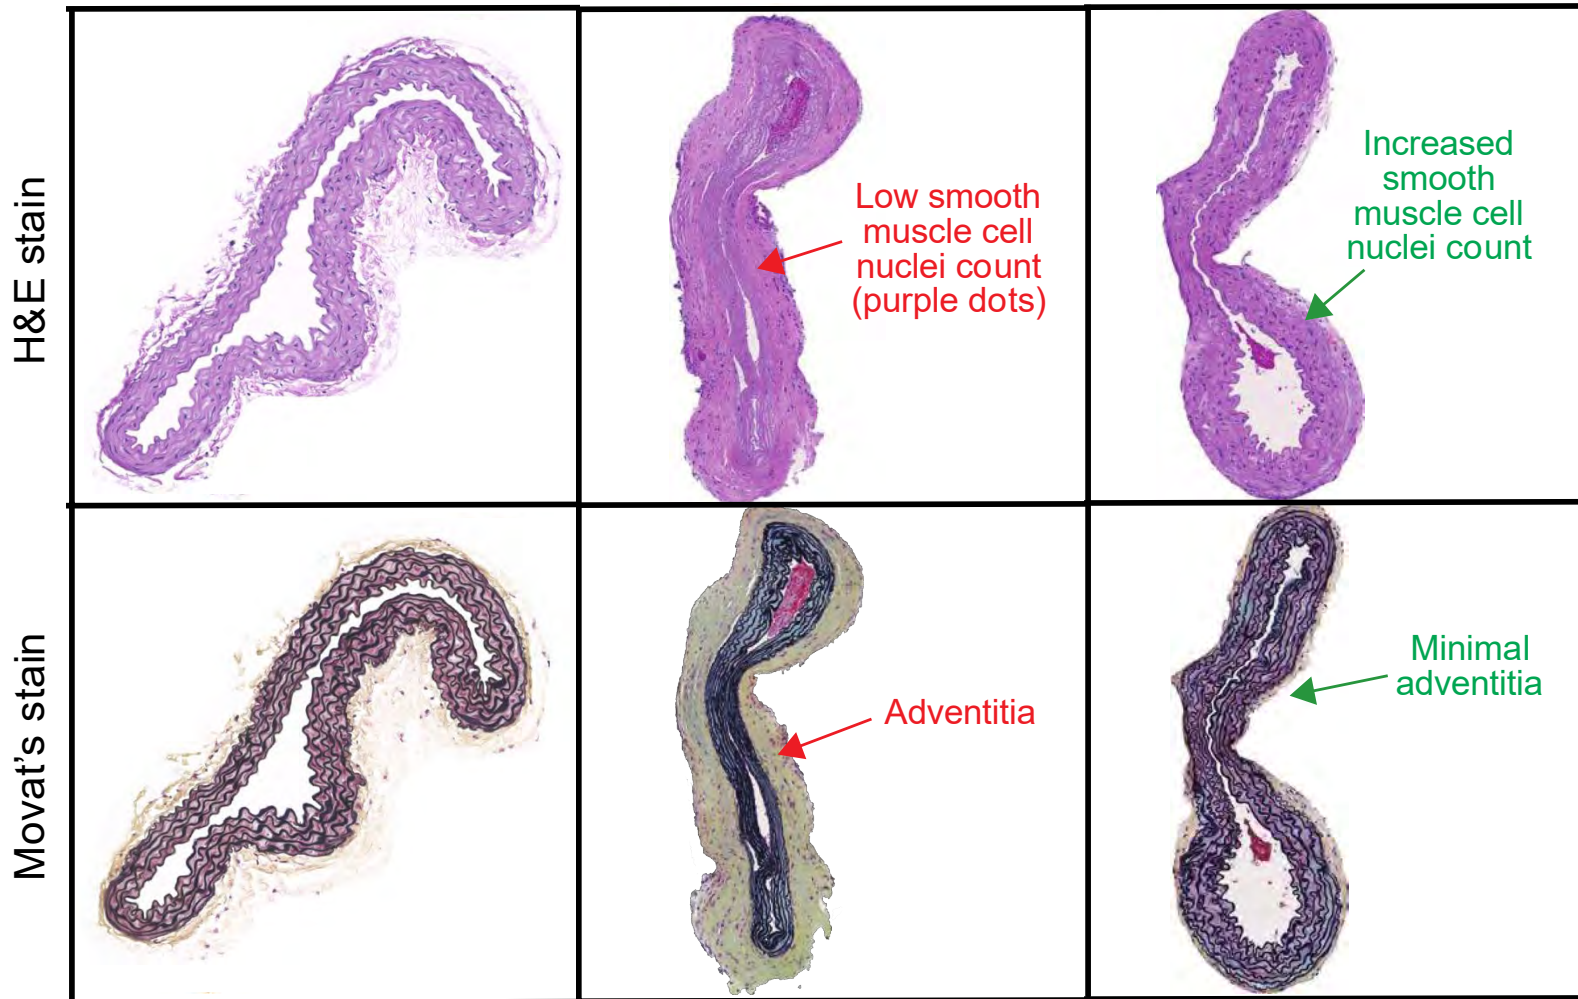 H&E stain
Low smooth
muscle cell
nuclei count
(purple dots)
Increased
smooth
muscle cell
nuclei count
Movat's stain
Adventitia
Minimal
adventitia